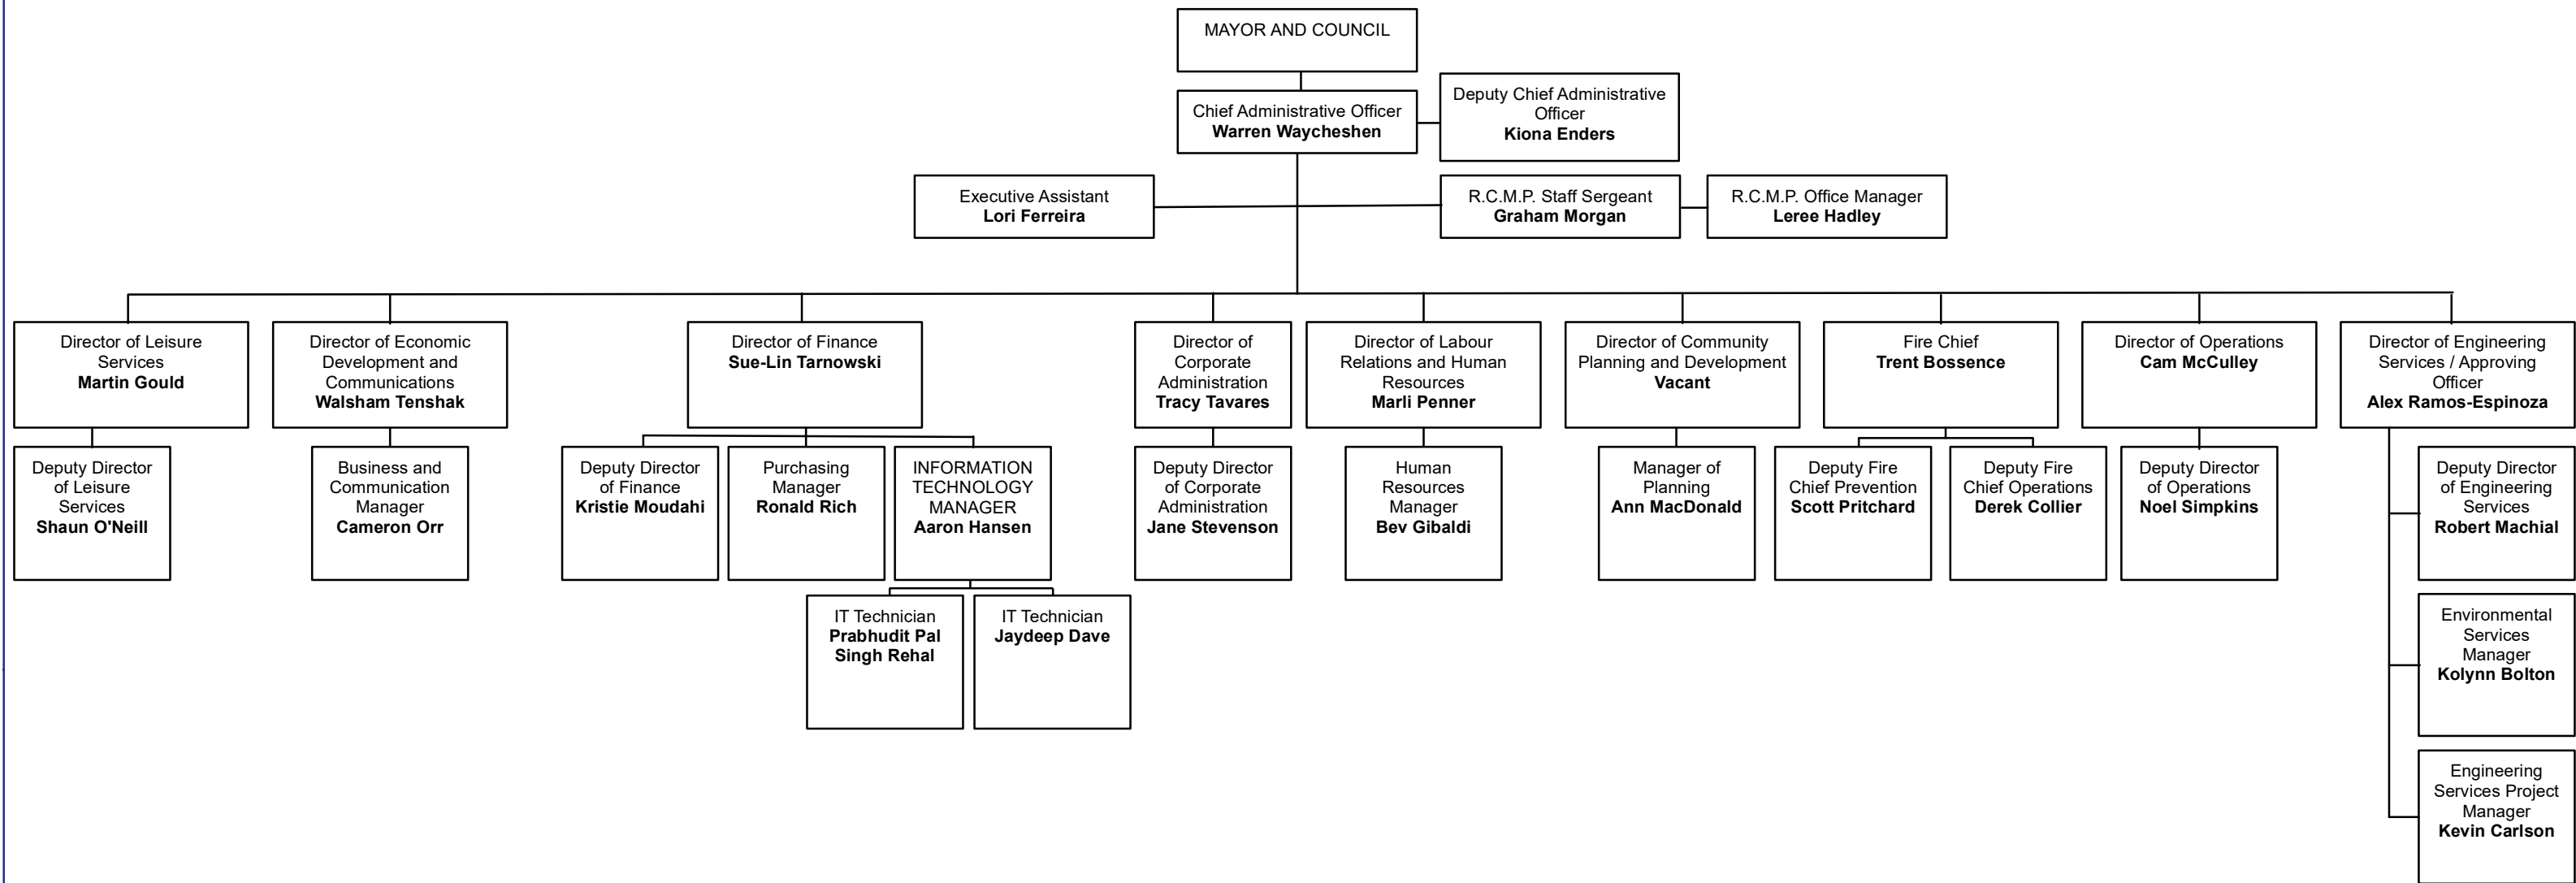 MAYOR AND COUNCIL
Chief Administrative Officer
Warren Waycheshen
Deputy Chief Administrative
Officer
Kiona Enders
Executive Assistant
Lori Ferreira
R.C.M.P. Staff Sergeant
Graham Morgan
R.C.M.P. Office Manager
Leree Hadley
Director of Leisure
Services
Martin Gould
Director of Economic
Development and
Communications
Walsham Tenshak
Director of Finance
Sue-Lin Tarnowski
Director of
Corporate
Administration
Tracy Tavares
Director of Labour
Relations and Human
Resources
Marli Penner
Director of Community
Planning and Development
Vacant
Fire Chief
Trent Bossence
Director of Operations
Cam McCulley
Director of Engineering
Services / Approving
Officer
Alex Ramos-Espinoza
Deputy Director
of Leisure
Services
Shaun O'Neill
Business and
Communication
Manager
Cameron Orr
Deputy Director
of Finance
Kristie Moudahi
Purchasing
Manager
Ronald Rich
INFORMATION
TECHNOLOGY
MANAGER
Aaron Hansen
Deputy Director
of Corporate
Administration
Jane Stevenson
Human
Resources
Manager
Bev Gibaldi
Manager of
Planning
Ann MacDonald
Deputy Fire
Chief Prevention
Scott Pritchard
Deputy Fire
Chief Operations
Derek Collier
Deputy Director
of Operations
Noel Simpkins
Deputy Director
of Engineering
Services
Robert Machial
IT Technician
Prabhudit Pal
Singh Rehal
IT Technician
Jaydeep Dave
Environmental
Services
Manager
Kolynn Bolton
Engineering
Services Project
Manager
Kevin Carlson